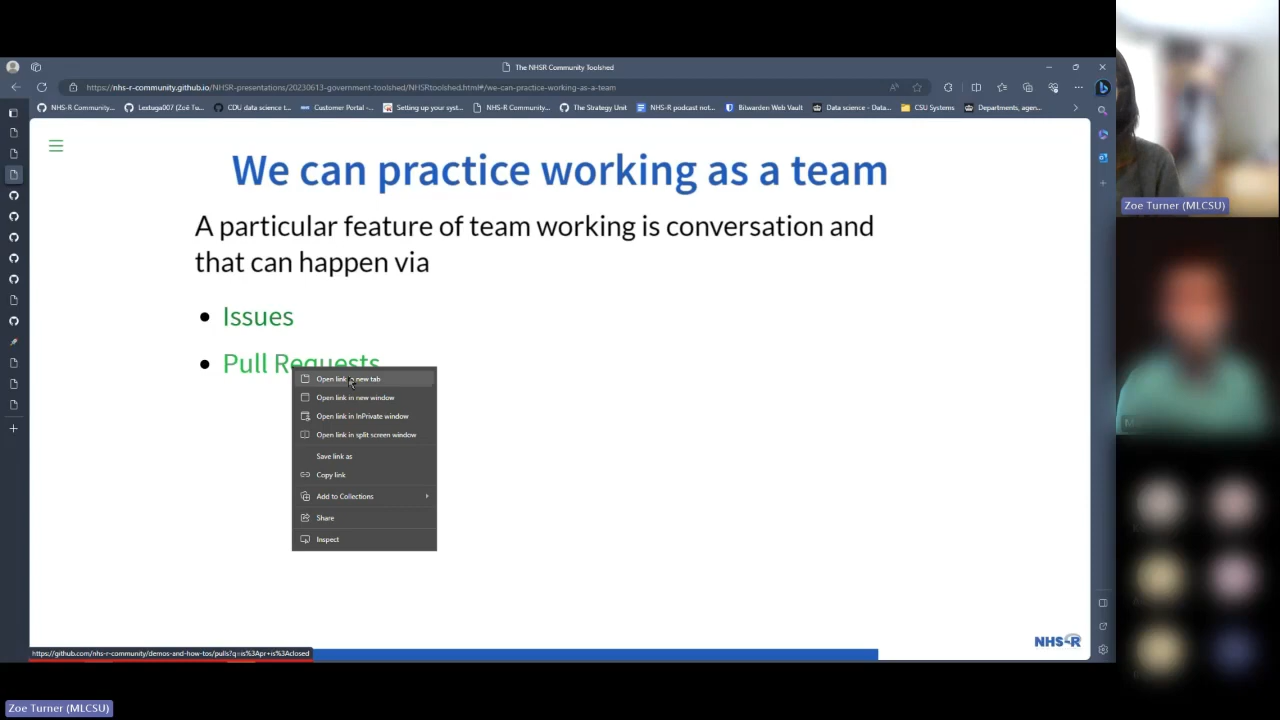 The NHSR Community Toolshed
https://nhs-r-community.github.io/NHSR-presentations/20230613-government-toolshed/NHSRtoolshed.html#/we-can-practice-working-as-a-team
NHS-R Community...
Lextuga007 (Zoë Tu...
CDU data science t...
Customer Portal -...
Setting up your syst...
NHS-R Community...
The Strategy Unit
NHS-R podcast not...
Bitwarden Web Vault
Data science - Data...
CSU Systems
Departments, agen...
We can practice working as a team
A particular feature of team working is conversation and
that can happen via
Issues
Pull Requests
Open link in new tab
Open link in new window
Open link in InPrivate window
Open link in split screen window
Save link as
Copy link
Add to Collections
Share
Inspect
NHS-R
https://github.com/nhs-r-community/demos-and-how-tos/pulls?q=is%3Apr+is%3Aclosed
Zoe Turner (MLCSU)
Zoe Turner (MLCSU)